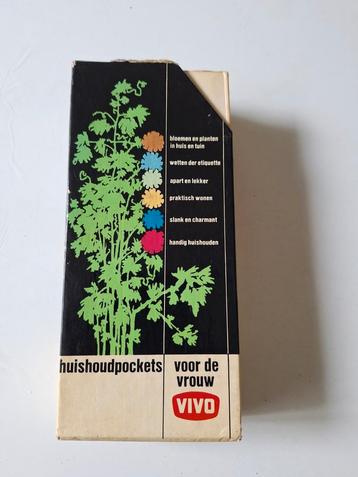 bloemen en planten
in huis en tuin
wetten der etiquette
apart en lekker
praktisch wonen
slank en charmant
handig huishouden
huishoudpockets
voor de
vrouw
VIVO